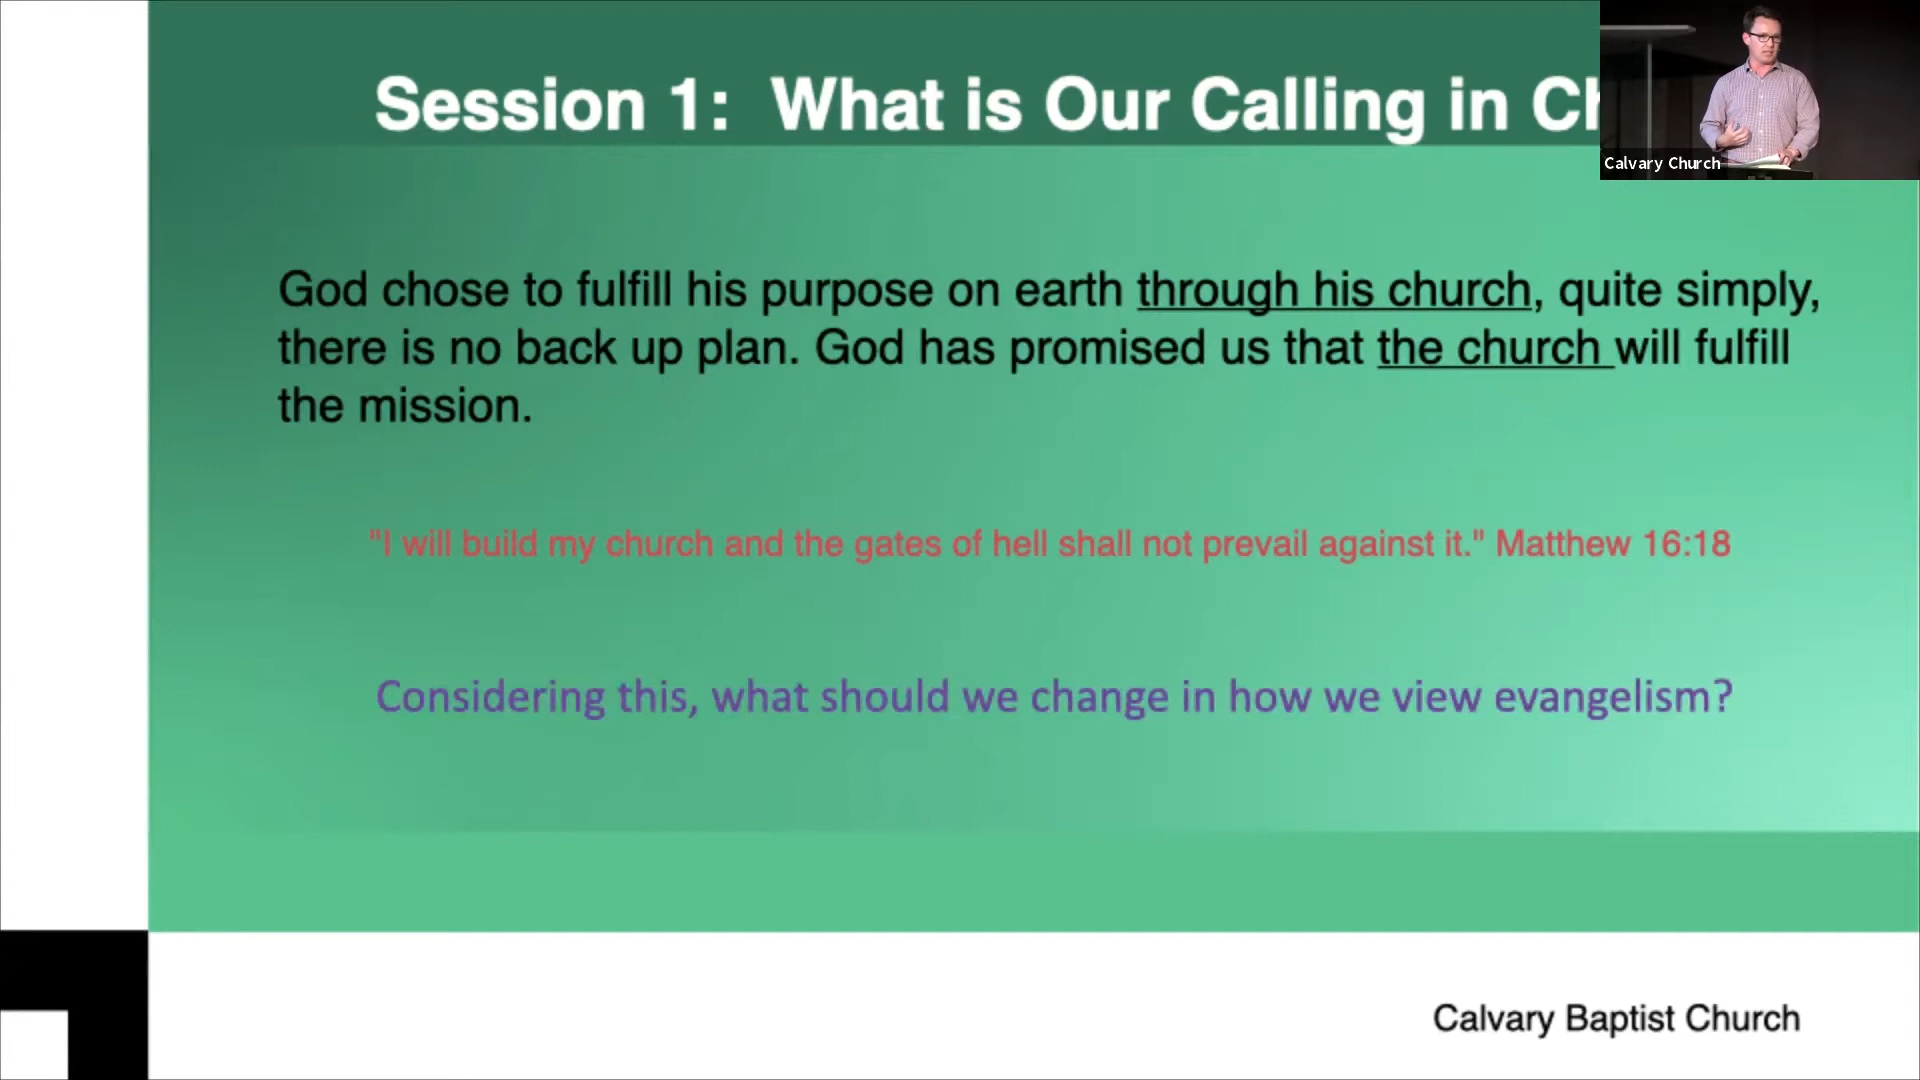 Session 1: What is Our Calling in Ch
Calvary Church
God chose to fulfill his purpose on earth through his church, quite simply,
there is no back up plan. God has promised us that the church will fulfill
the mission.
"I will build my church and the gates of hell shall not prevail against it." Matthew 16:18
Considering this, what should we change in how we view evangelism?
Calvary Baptist Church